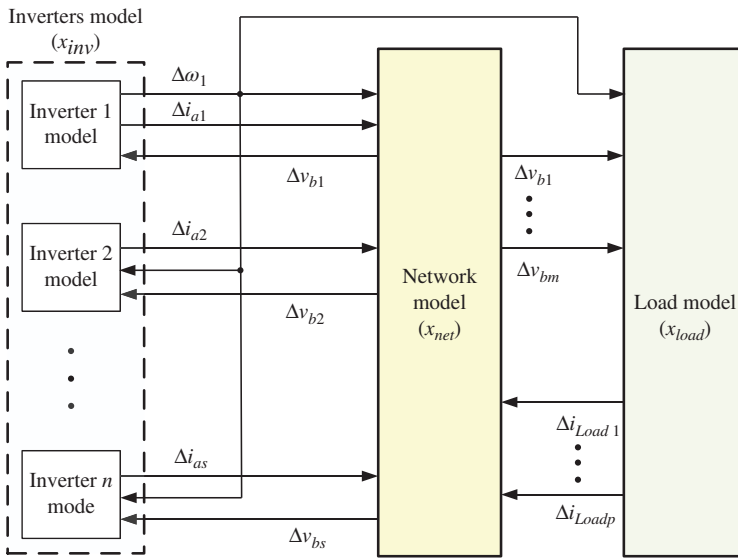 Inverters model
(x_inv)
Inverter 1
model
Δω_1
Δi_a1
Δv_b1
Inverter 2
model
Δi_a2
Δv_b2
Inverter n
mode
Δi_as
Δv_bs
Network
model
(x_net)
Δv_b1
Δv_bm
Δi_Load 1
Δi_Loadp
Load model
(x_load)